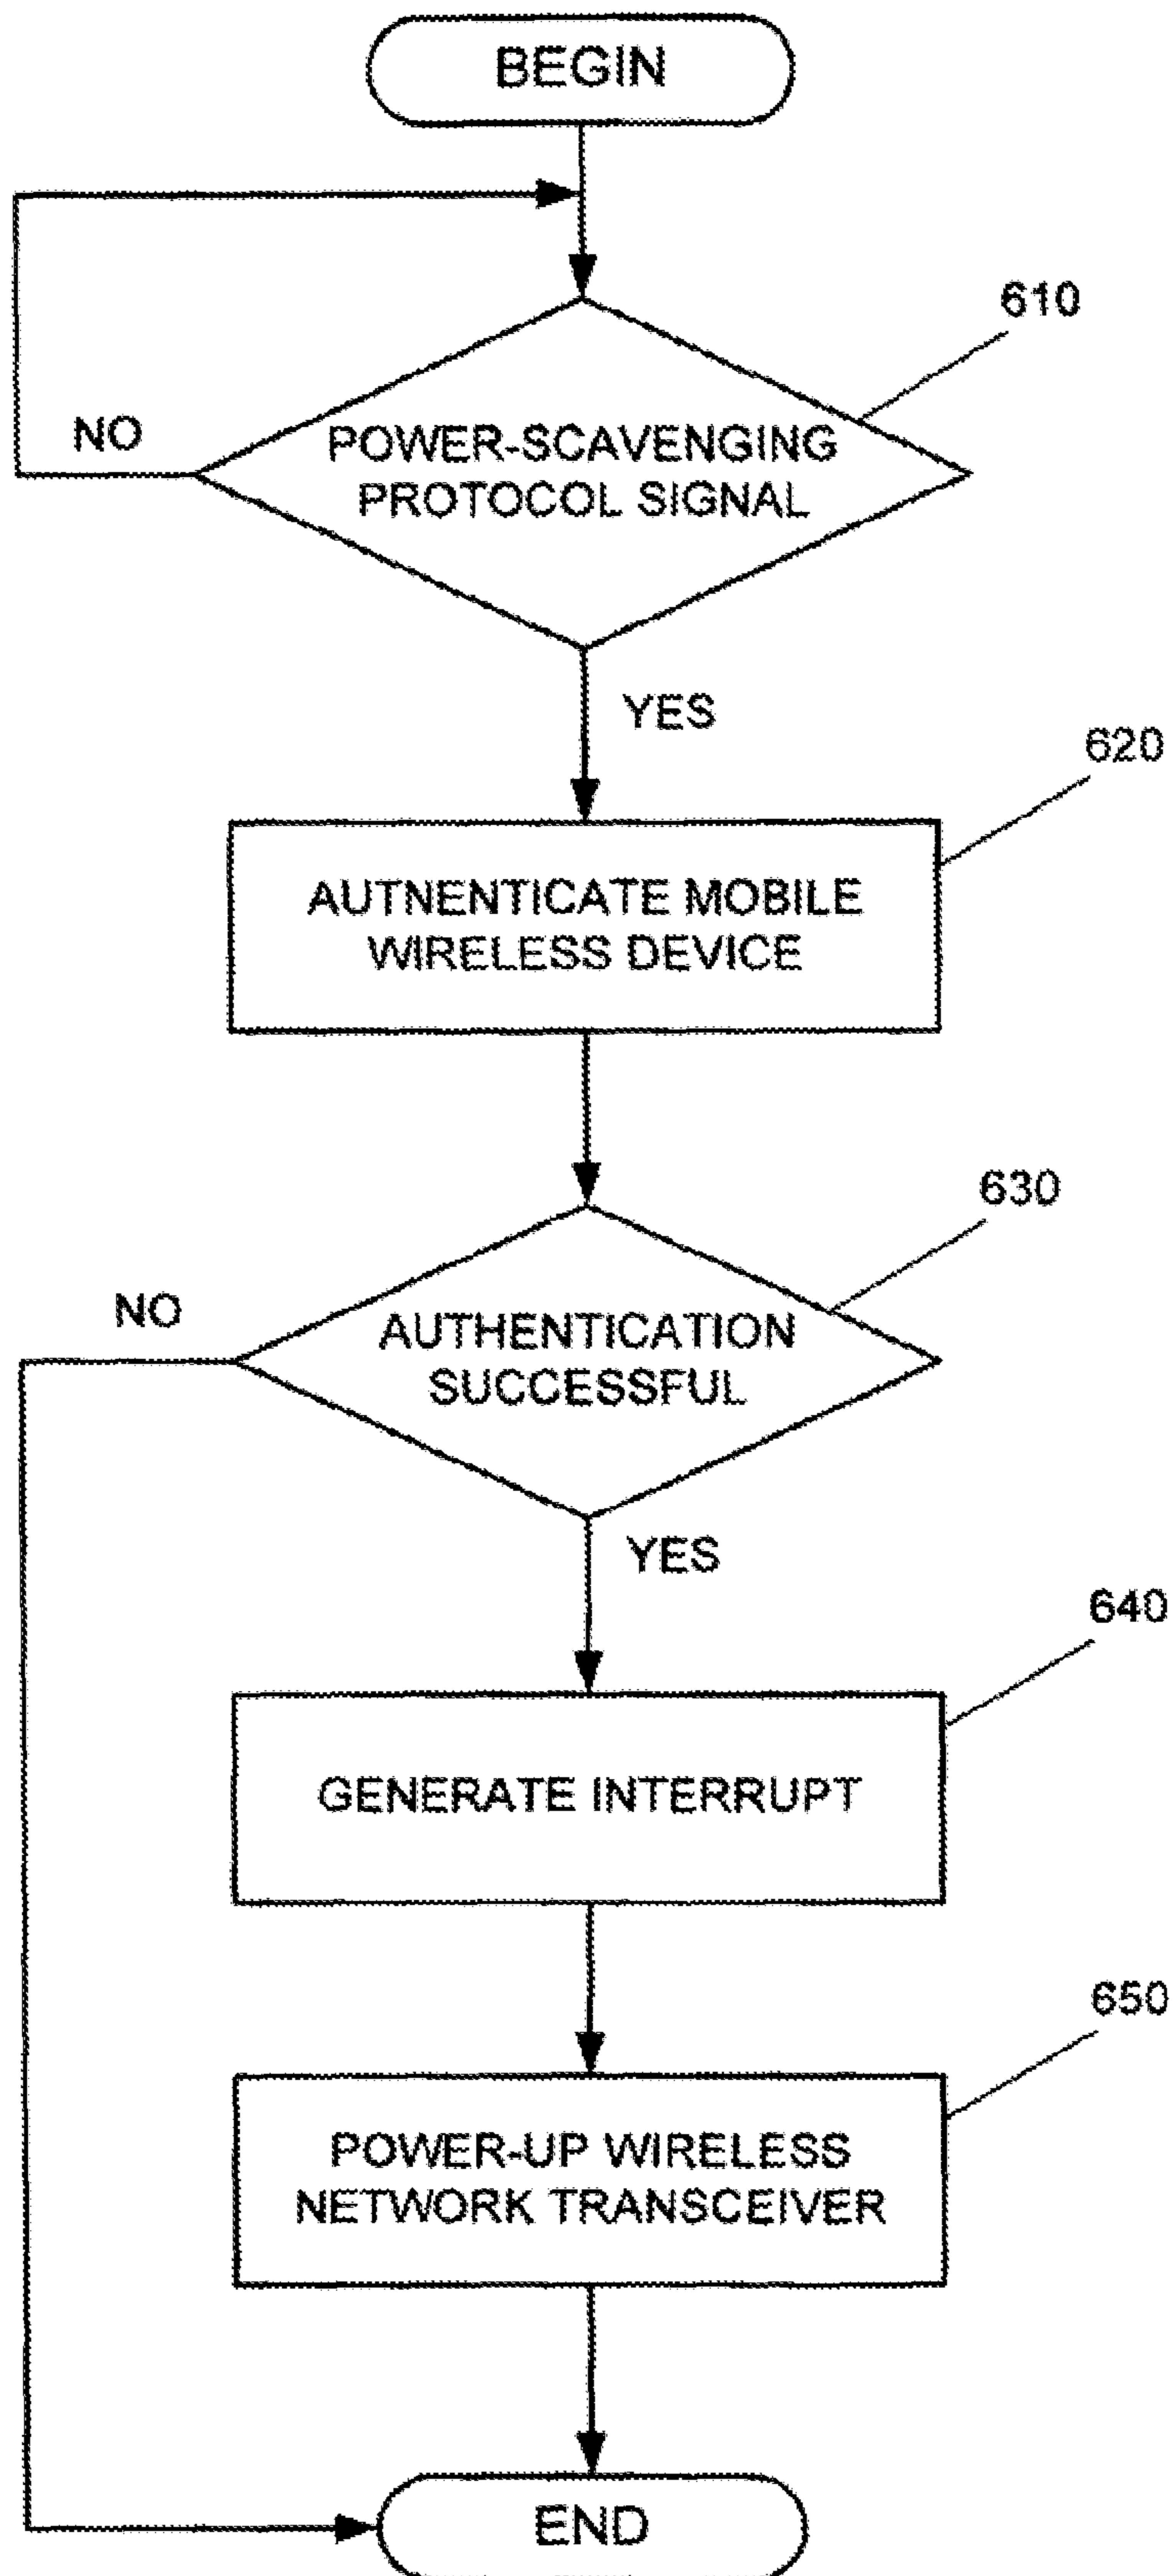 BEGIN
610
NO
POWER-SCAVENGING
PROTOCOL SIGNAL
YES
620
AUTNENTICATE MOBILE
WIRELESS DEVICE
630
NO
AUTHENTICATION
SUCCESSFUL
YES
640
GENERATE INTERRUPT
650
POWER-UP WIRELESS
NETWORK TRANSCEIVER
END